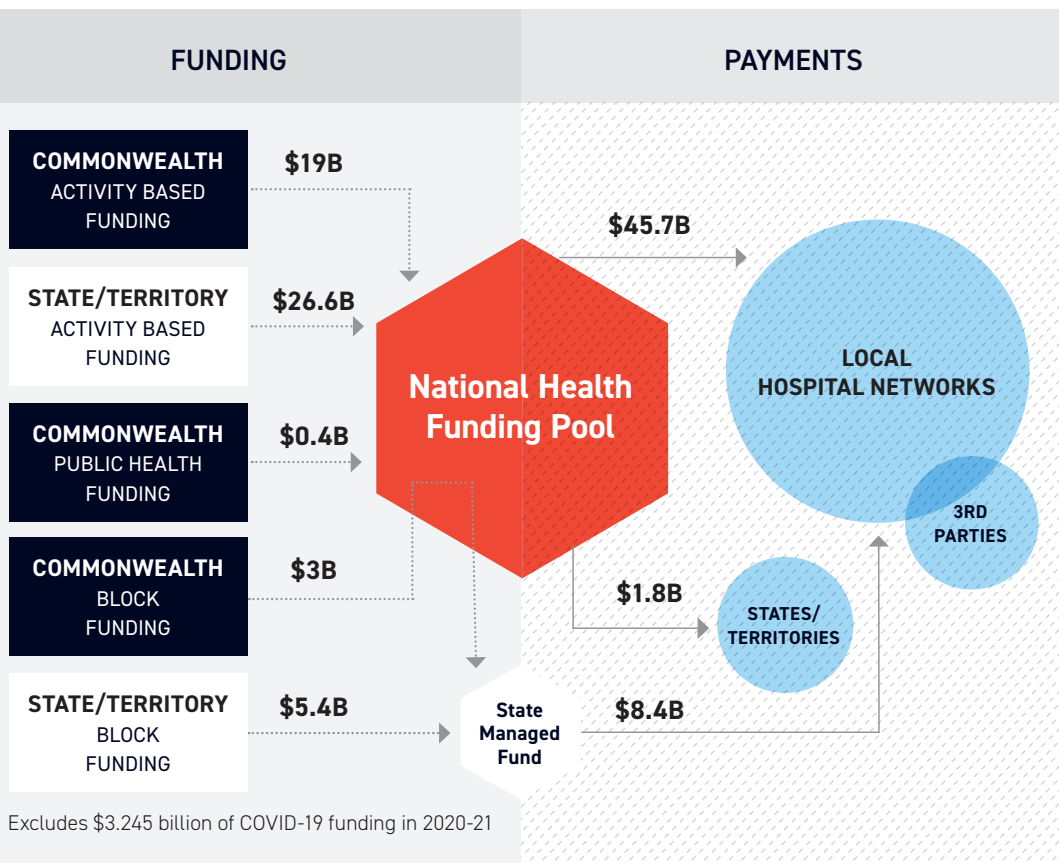 FUNDING
PAYMENTS
COMMONWEALTH
ACTIVITY BASED
FUNDING
$19B
STATE/TERRITORY
ACTIVITY BASED
FUNDING
$26.6B
COMMONWEALTH
PUBLIC HEALTH
FUNDING
$0.4B
COMMONWEALTH
BLOCK
FUNDING
$3B
STATE/TERRITORY
BLOCK
FUNDING
$5.4B
National Health
Funding Pool
State
Managed
Fund
$45.7B
LOCAL
HOSPITAL NETWORKS
3RD
PARTIES
$1.8B
STATES/
TERRITORIES
$8.4B
Excludes $3.245 billion of COVID-19 funding in 2020-21